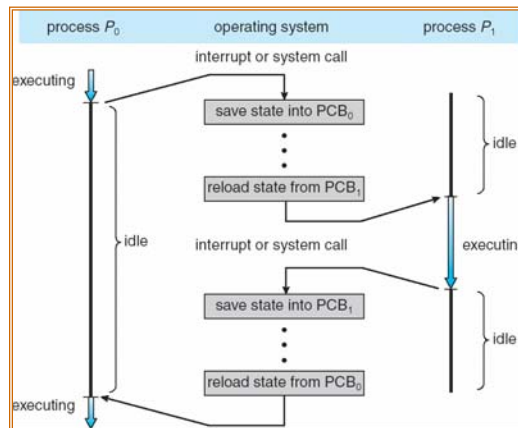 process P0 operating system process P1
interrupt or system call
executing
save state into PCB0
idle
reload state from PCB1
idle
interrupt or system call
executin
save state into PCB1
idle
reload state from PCB0
executing